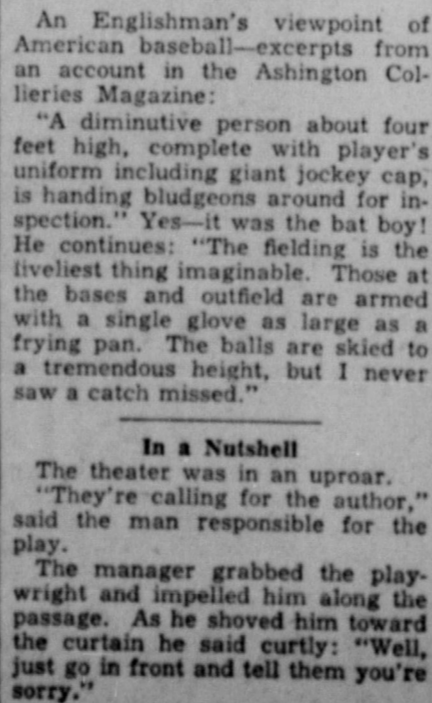 An Englishman's viewpoint of
American baseball—excerpts from
an account in the Ashington Col-
lieries Magazine:
"A diminutive person about four
feet high, complete with player's
uniform including giant jockey cap,
is handing bludgeons around for in-
spection." Yes—it was the bat boy!
He continues: "The fielding is the
liveliest thing imaginable. Those at
the bases and outfield are armed
with a single glove as large as a
frying pan. The balls are skied to
a tremendous height, but I never
saw a catch missed."
In a Nutshell
The theater was in an uproar.
"They're calling for the author,"
said the man responsible for the
play.
The manager grabbed the play-
wright and impelled him along the
passage. As he shoved him toward
the curtain he said curtly: "Well,
just go in front and tell them you're
sorry."